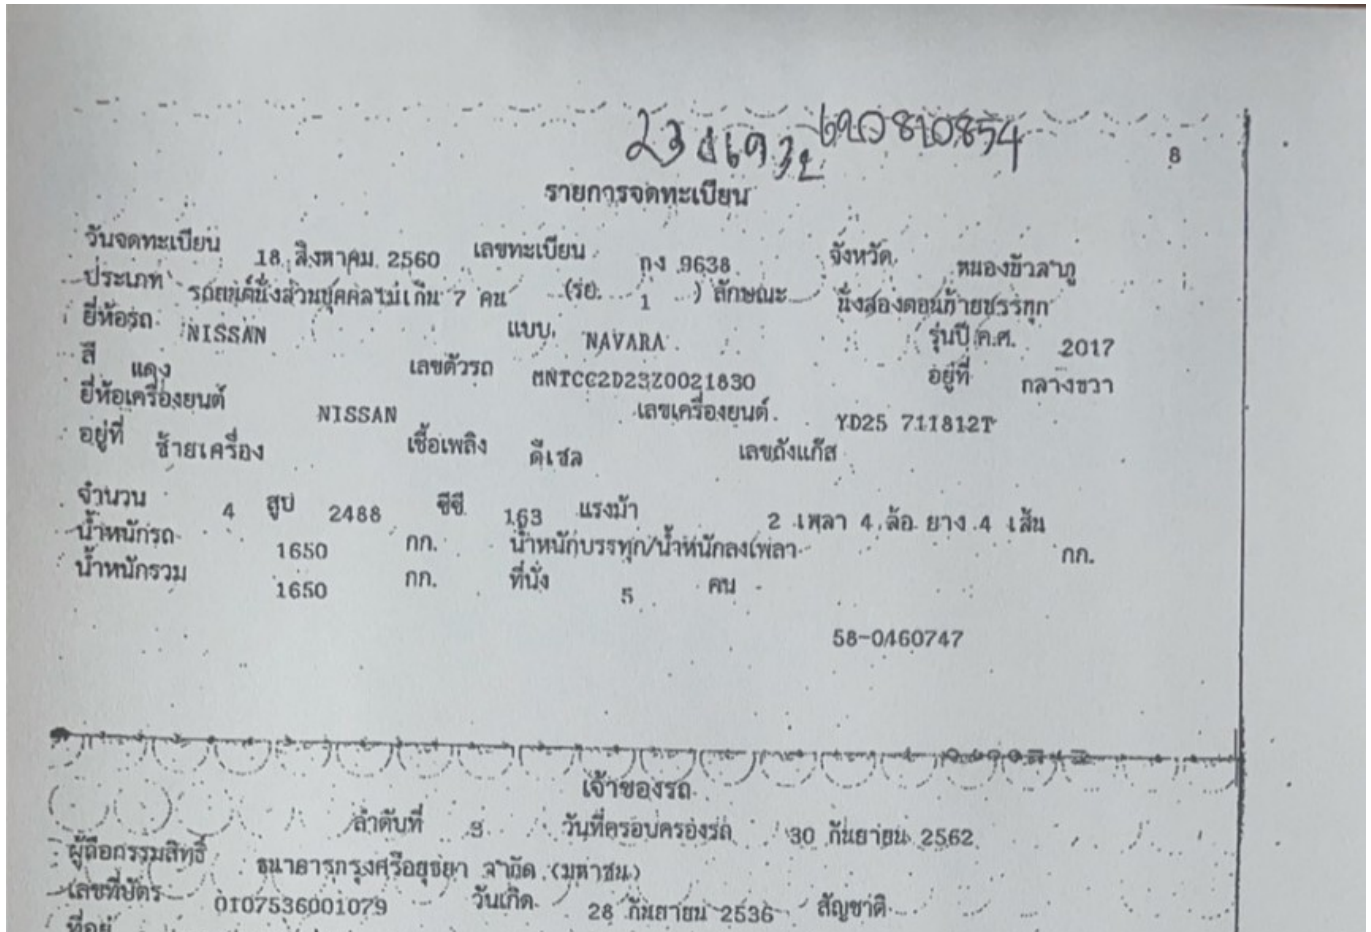 690810854
8
รายการจดทะเบียน
วันจดทะเบียน 18 สิงหาคม 2560 เลขทะเบียน กง 9638 จังหวัด หนองบัวลำภู
ประเภท รถยนต์นั่งส่วนบุคคลไม่เกิน 7 คน (รย. 1 ) ลักษณะ นั่งสองตอนท้ายบรรทุก
ยี่ห้อรถ NISSAN แบบ NAVARA รุ่นปี ค.ศ. 2017
สี แดง เลขตัวรถ MNTCC2D23Z0021830 อยู่ที่ กลางขวา
ยี่ห้อเครื่องยนต์ NISSAN เลขเครื่องยนต์ YD25 711812T
อยู่ที่ ซ้ายเครื่อง เชื้อเพลิง ดีเซล เลขถังแก๊ส
จำนวน 4 สูบ 2488 ซีซี 163 แรงม้า 2 เพลา 4 ล้อ ยาง 4 เส้น
น้ำหนักรถ 1650 กก. น้ำหนักบรรทุก/น้ำหนักลงเพลา กก.
น้ำหนักรวม 1650 กก. ที่นั่ง 5 คน
58-0460747
เจ้าของรถ
ลำดับที่ 3 วันที่ครอบครองรถ 30 กันยายน 2562
ผู้ถือกรรมสิทธิ์ ธนาคารกรุงศรีอยุธยา จำกัด (มหาชน)
เลขที่บัตร 0107536001079 วันเกิด 28 กันยายน 2536 สัญชาติ
ที่อยู่